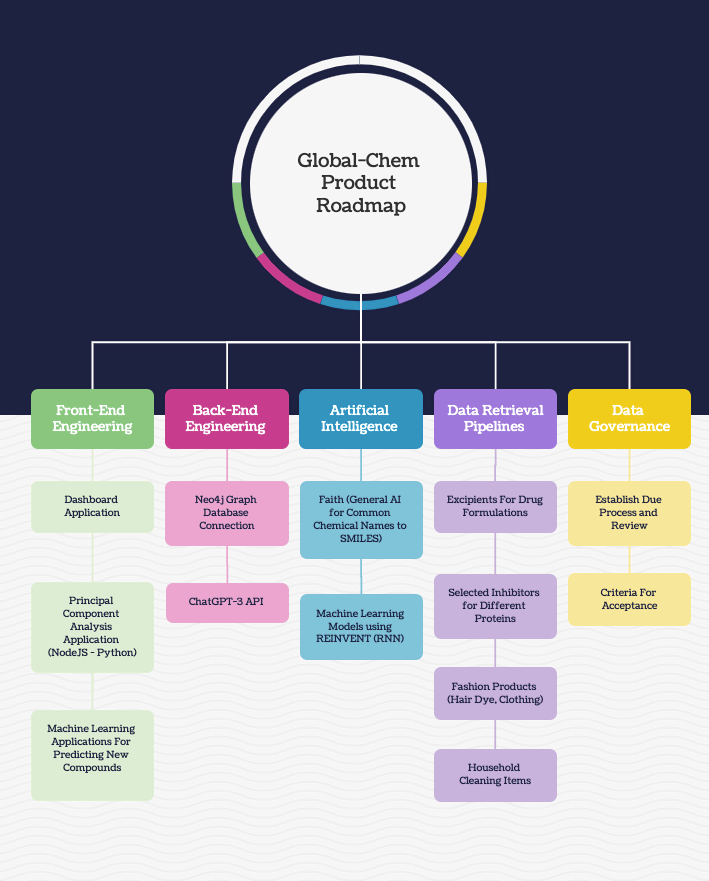 Global-Chem
Product
Roadmap
Front-End
Engineering
Back-End
Engineering
Artificial
Intelligence
Data Retrieval
Pipelines
Data
Governance
Dashboard
Application
Principal
Component
Analysis
Application
(NodeJS - Python)
Machine Learning
Applications For
Predicting New
Compounds
Neo4j Graph
Database
Connection
ChatGPT-3 API
Faith (General AI
for Common
Chemical Names to
SMILES)
Machine Learning
Models using
REINVENT (RNN)
Excipients For Drug
Formulations
Selected Inhibitors
for Different
Proteins
Fashion Products
(Hair Dye, Clothing)
Household
Cleaning Items
Establish Due
Process and
Review
Criteria For
Acceptance